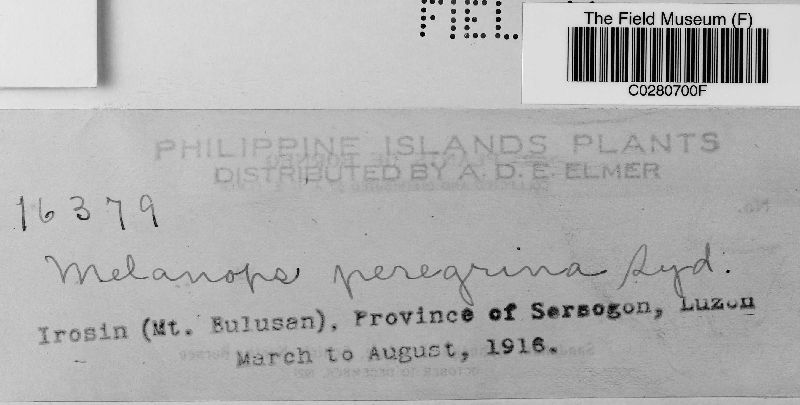 FIEL
The Field Museum (F)
C0280700F
PHILIPPINE ISLANDS PLANTS
DISTRIBUTED BY A. D. E. ELMER
16379
Melanops peregrina Syd.
Irosin (Mt. Bulusan), Province of Sorsogon, Luzon
March to August, 1916.